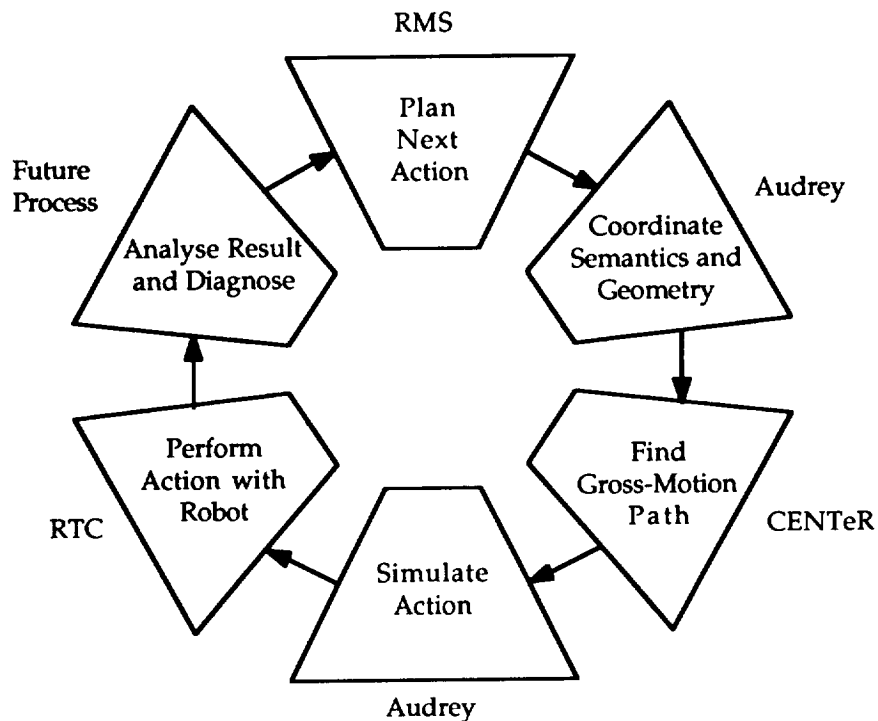 RMS
Plan
Next
Action
Audrey
Coordinate
Semantics and
Geometry
Find
Gross-Motion
Path
CENTeR
Simulate
Action
Audrey
Perform
Action with
Robot
RTC
Future
Process
Analyse Result
and Diagnose